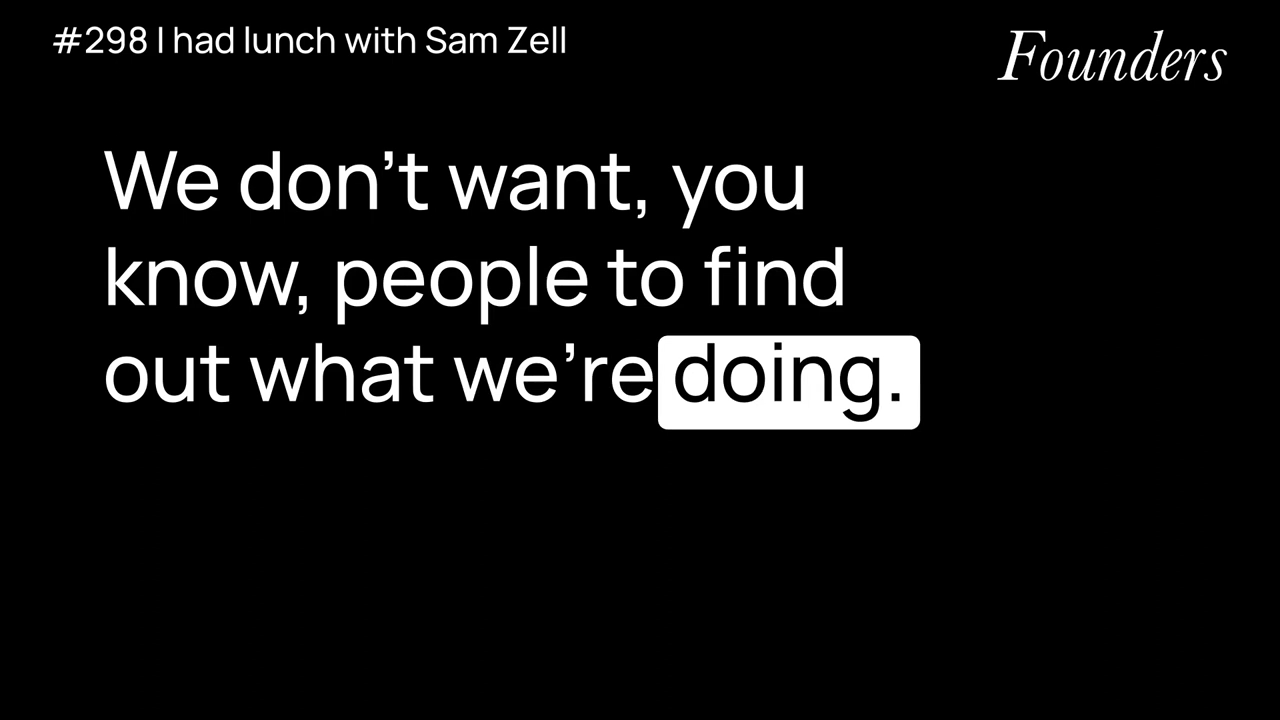 #298 I had lunch with Sam Zell
Founders
We don’t want, you
know, people to find
out what we’re doing.